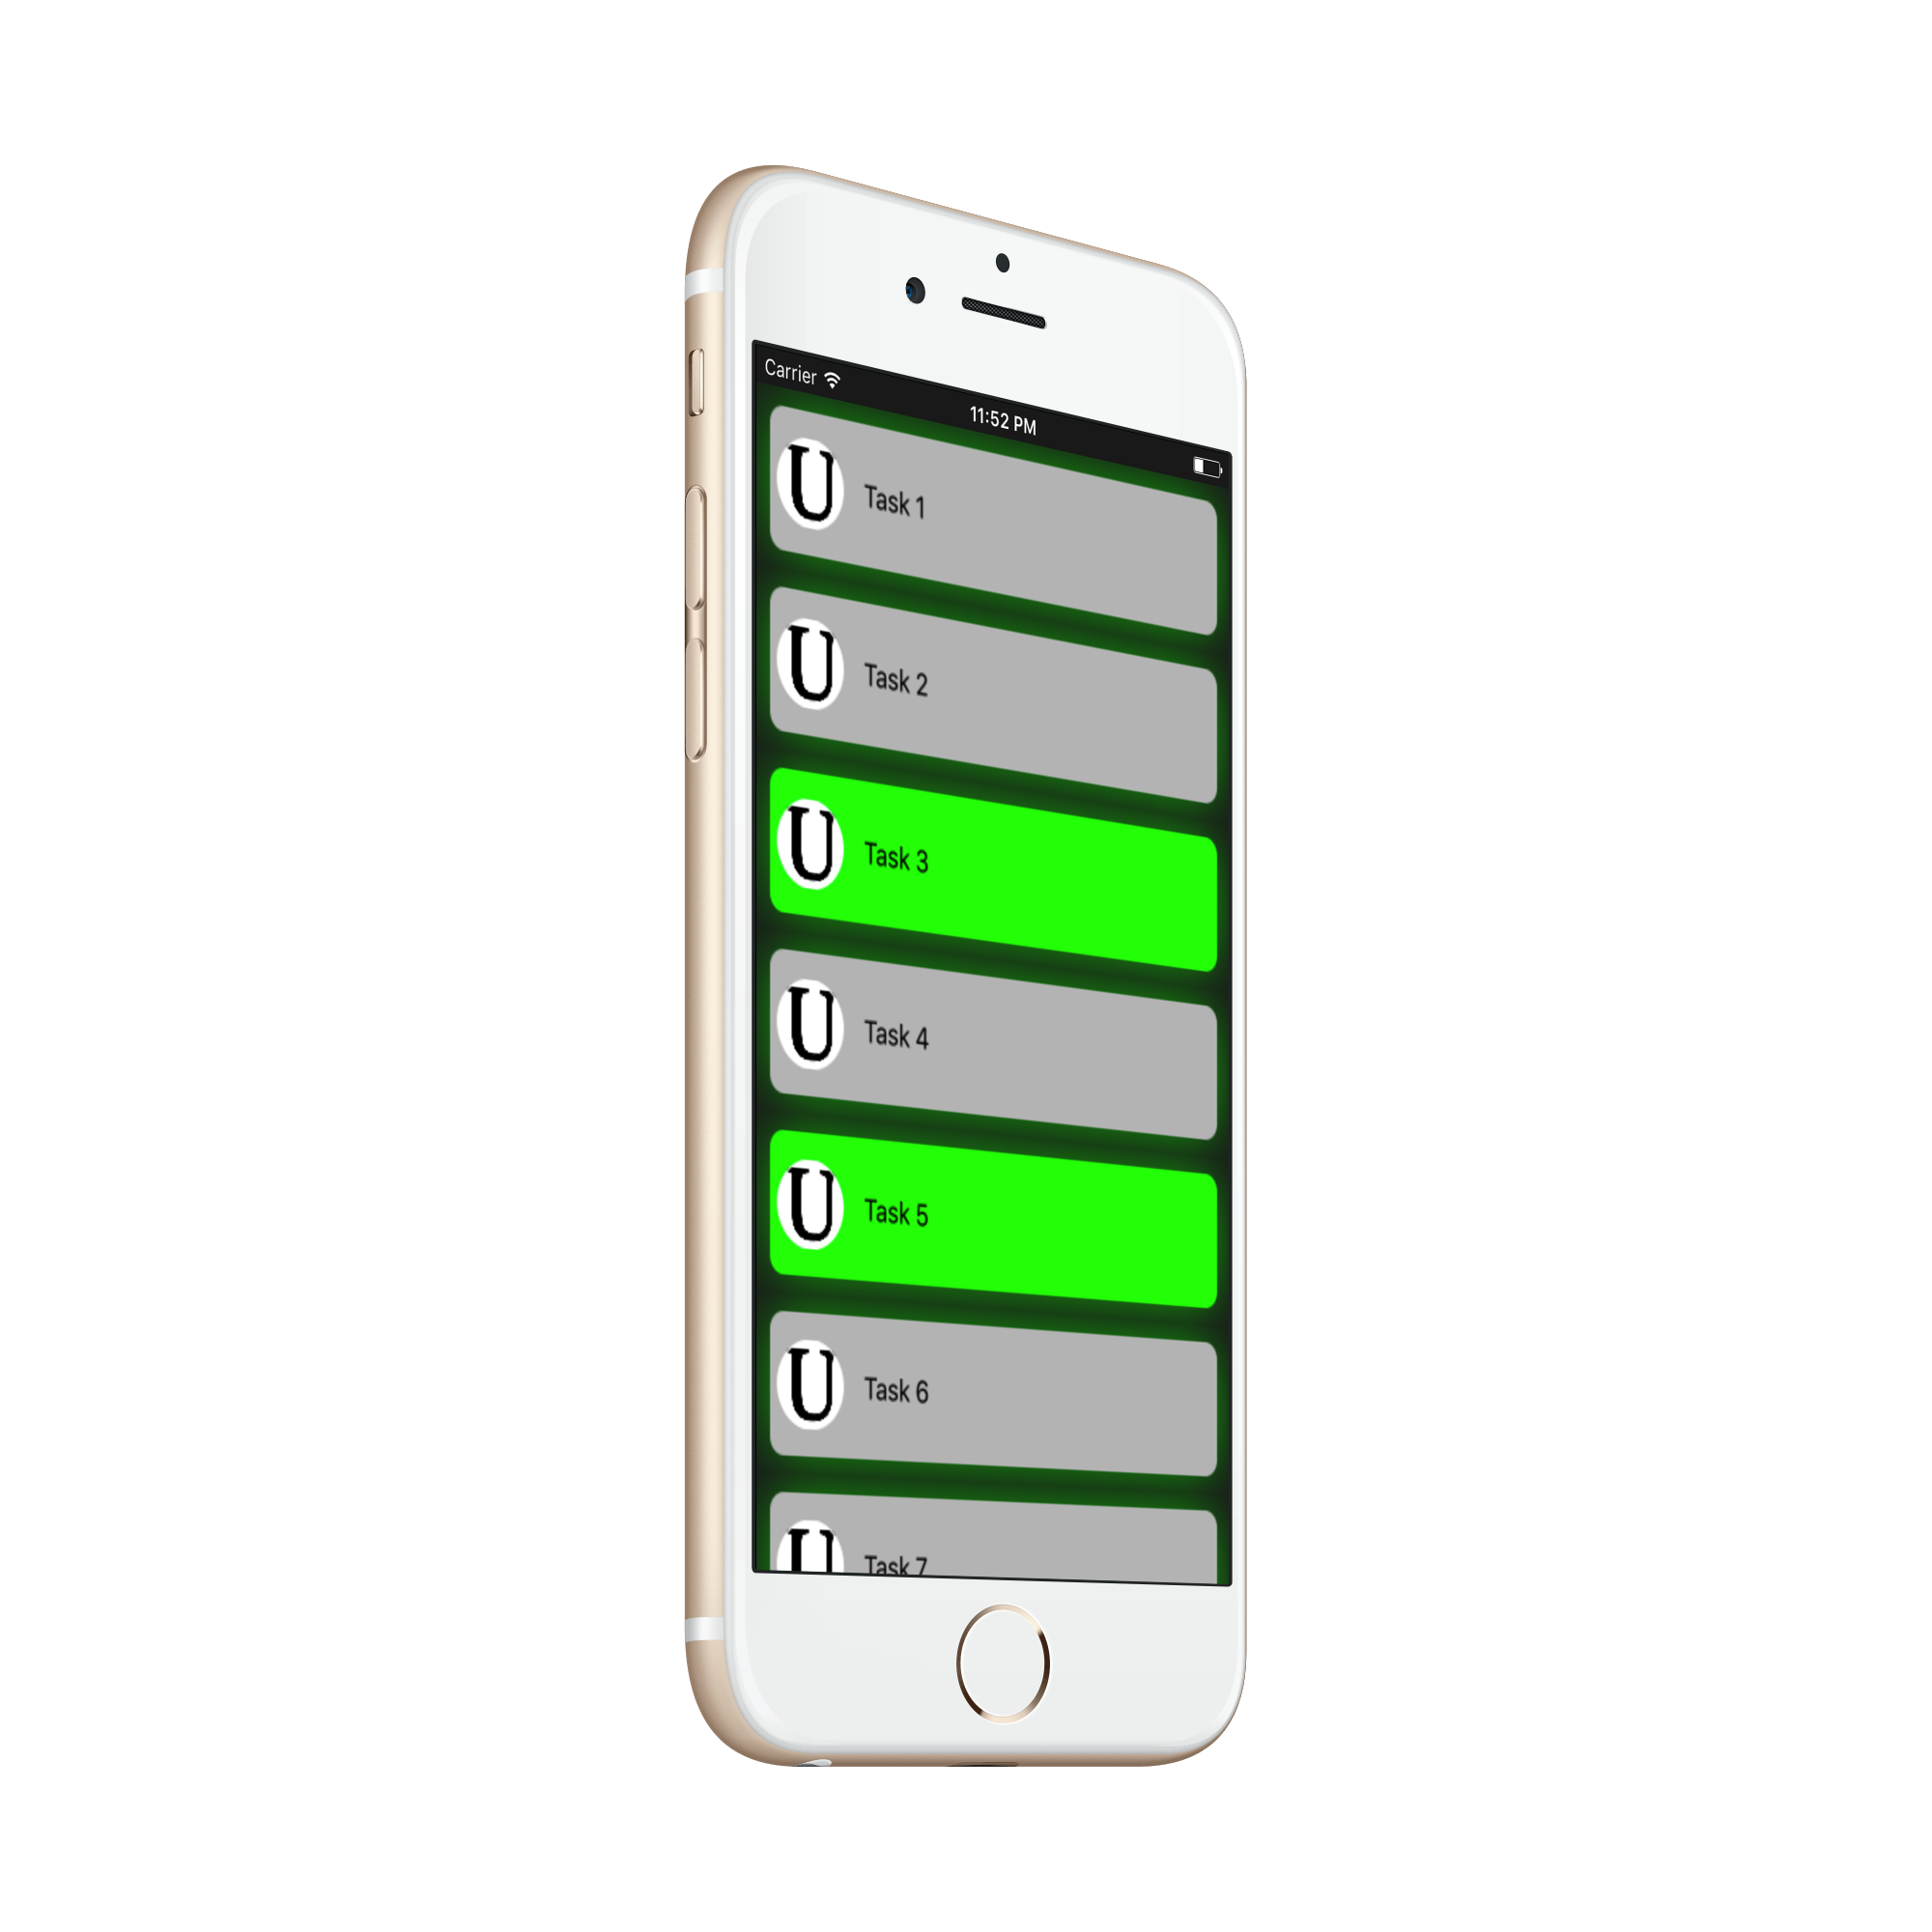 Carrier
11:52 PM
U Task 1
U Task 2
U Task 3
U Task 4
U Task 5
U Task 6
U Task 7